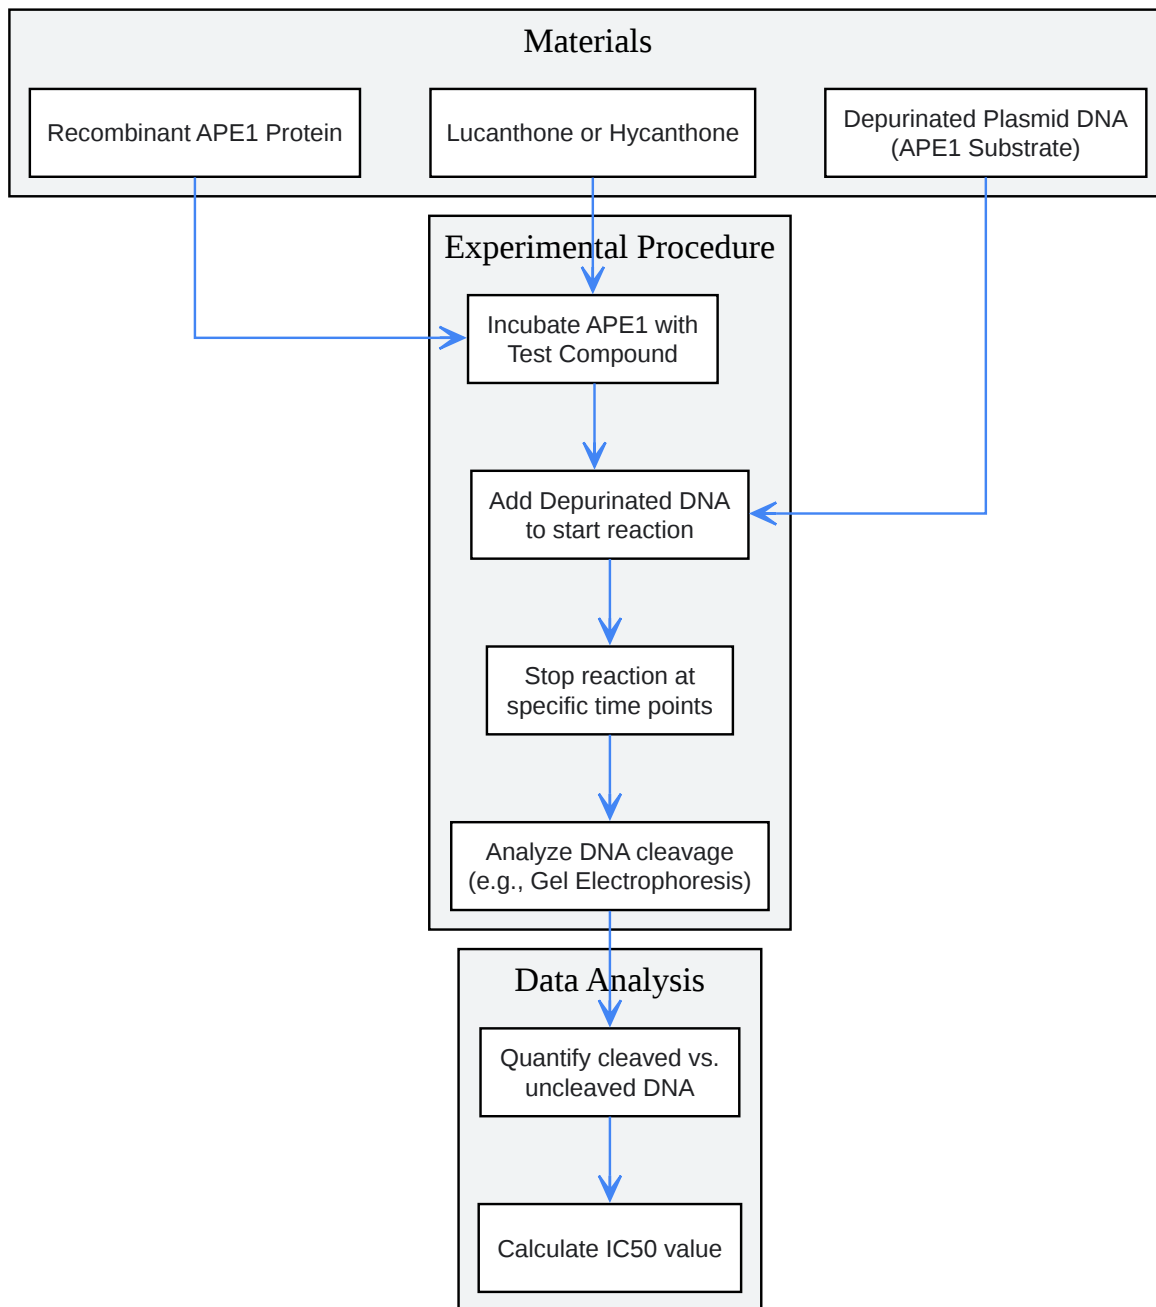 Materials
Recombinant APE1 Protein
Lucanthone or Hycanthone
Depurinated Plasmid DNA
(APE1 Substrate)
Experimental Procedure
Incubate APE1 with
Test Compound
Add Depurinated DNA
to start reaction
Stop reaction at
specific time points
Analyze DNA cleavage
(e.g., Gel Electrophoresis)
Data Analysis
Quantify cleaved vs.
uncleaved DNA
Calculate IC50 value